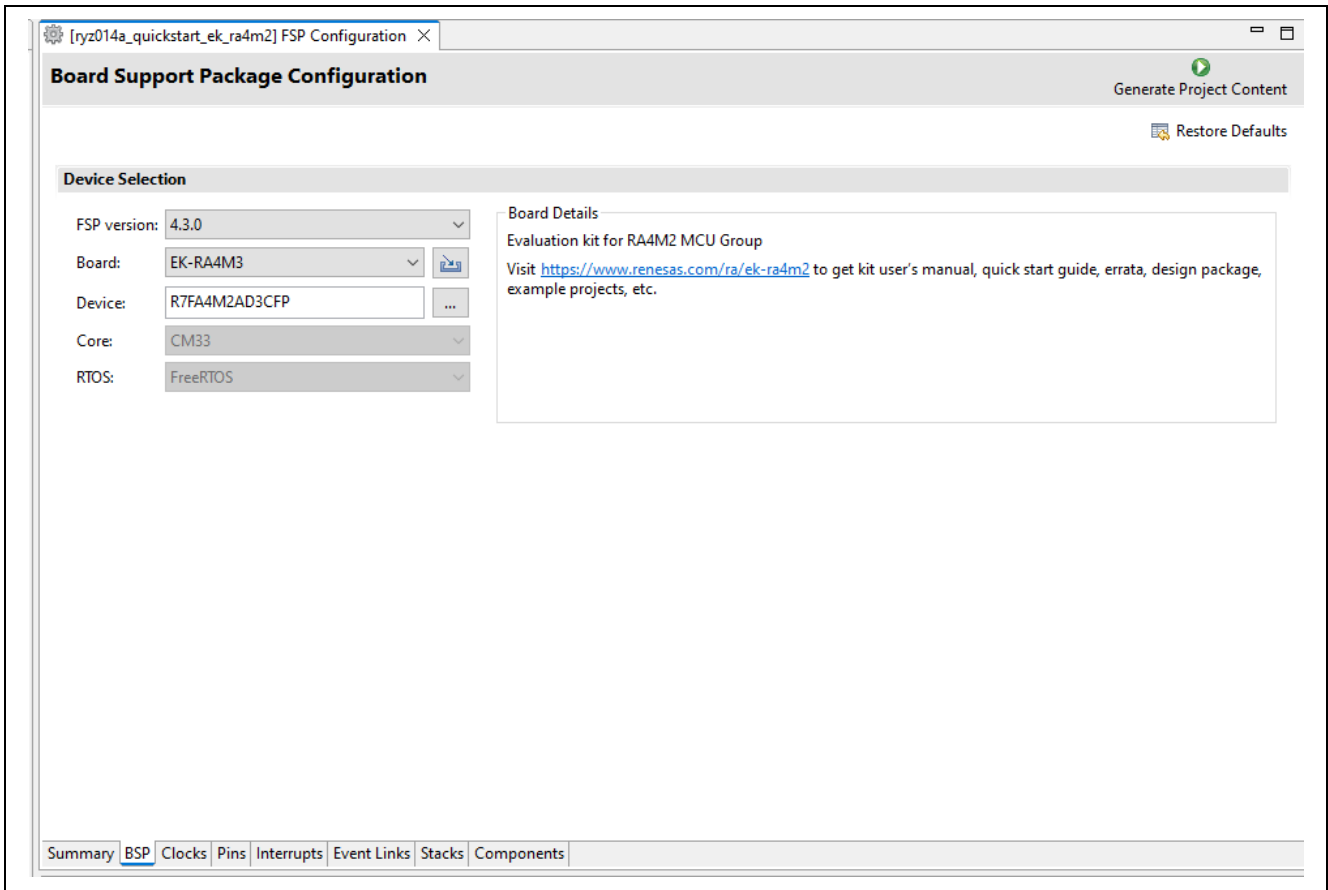 [ryz014a_quickstart_ek_ra4m2] FSP Configuration
Board Support Package Configuration
Generate Project Content
Restore Defaults
Device Selection
FSP version: 4.3.0
Board: EK-RA4M3
Device: R7FA4M2AD3CFP ...
Core: CM33
RTOS: FreeRTOS
Board Details
Evaluation kit for RA4M2 MCU Group
Visit https://www.renesas.com/ra/ek-ra4m2 to get kit user's manual, quick start guide, errata, design package,
example projects, etc.
Summary BSP Clocks Pins Interrupts Event Links Stacks Components